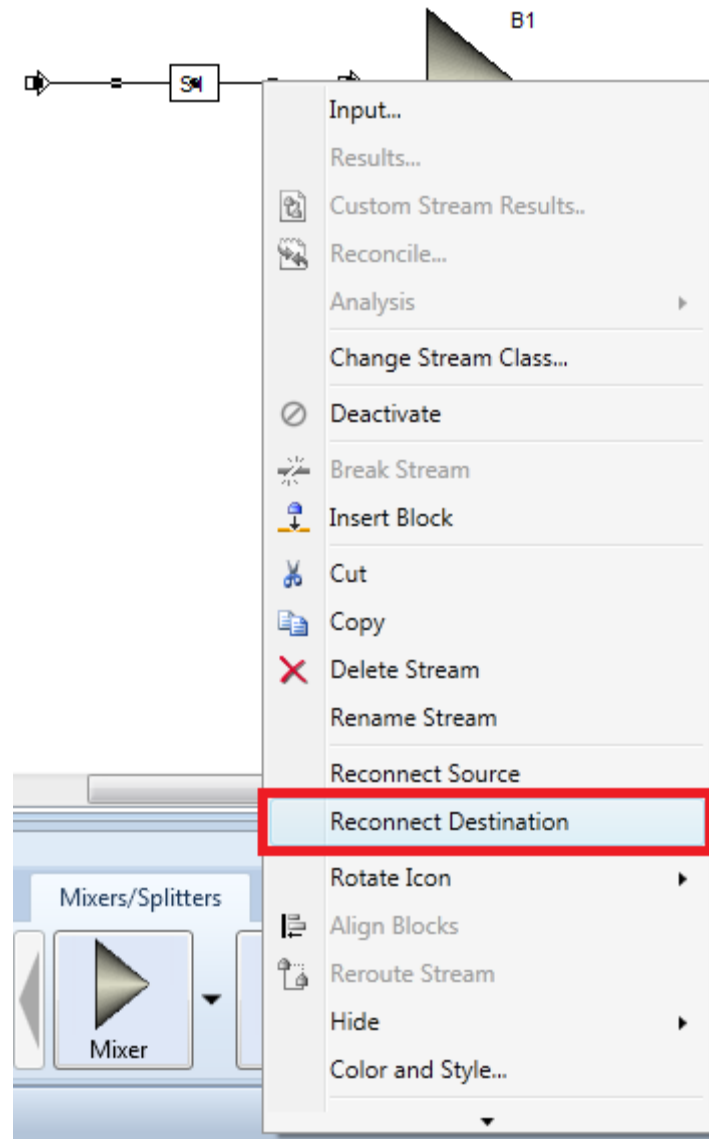 B1
Input...
Results...
Custom Stream Results..
Reconcile...
Analysis
Change Stream Class...
Deactivate
Break Stream
Insert Block
Cut
Copy
Delete Stream
Rename Stream
Reconnect Source
Reconnect Destination
Rotate Icon
Align Blocks
Reroute Stream
Hide
Color and Style...
Mixers/Splitters
Mixer